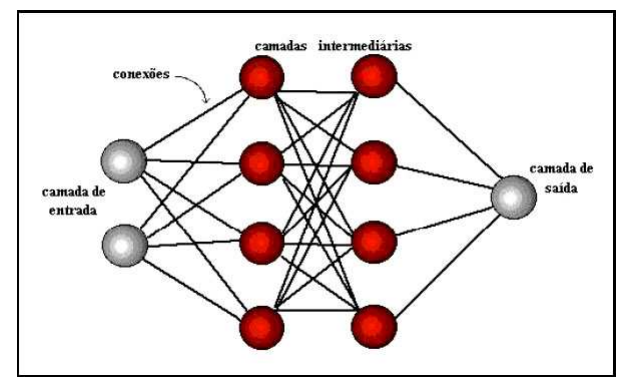 camadas intermediárias
conexões
camada de
entrada
camada de
saída